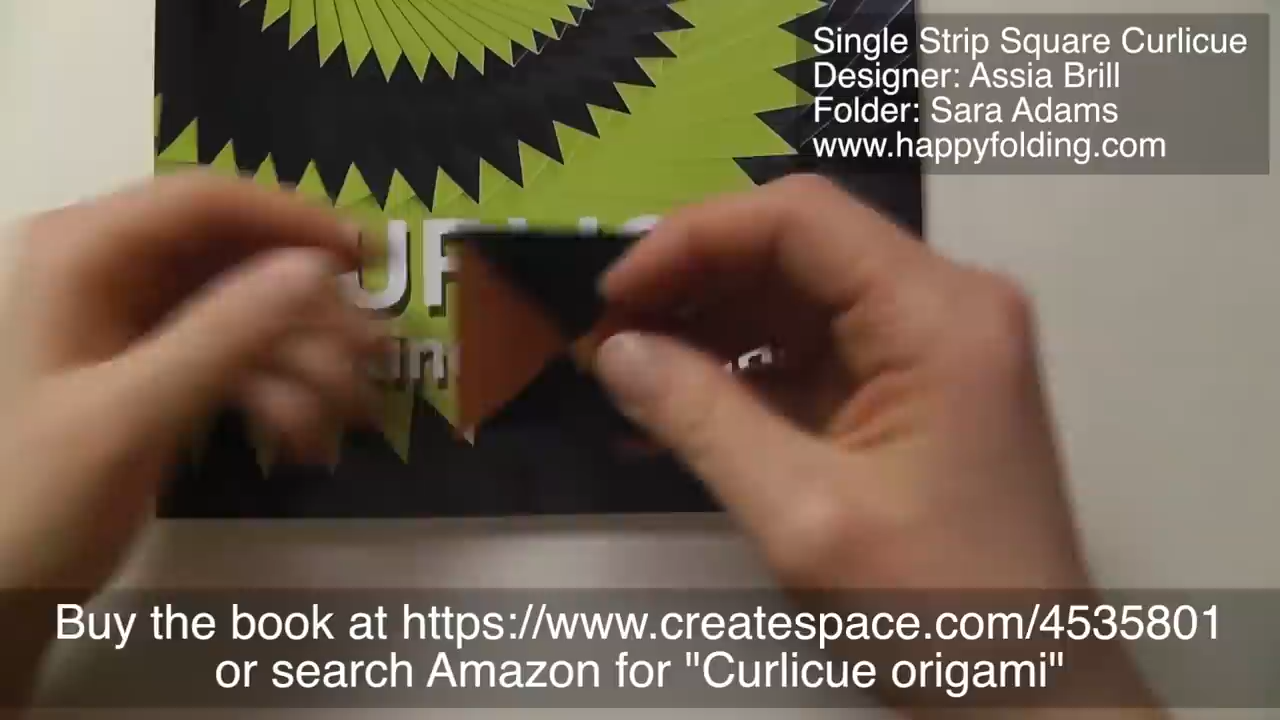 Single Strip Square Curlicue
Designer: Assia Brill
Folder: Sara Adams
www.happyfolding.com
Buy the book at https://www.createspace.com/4535801
or search Amazon for "Curlicue origami"